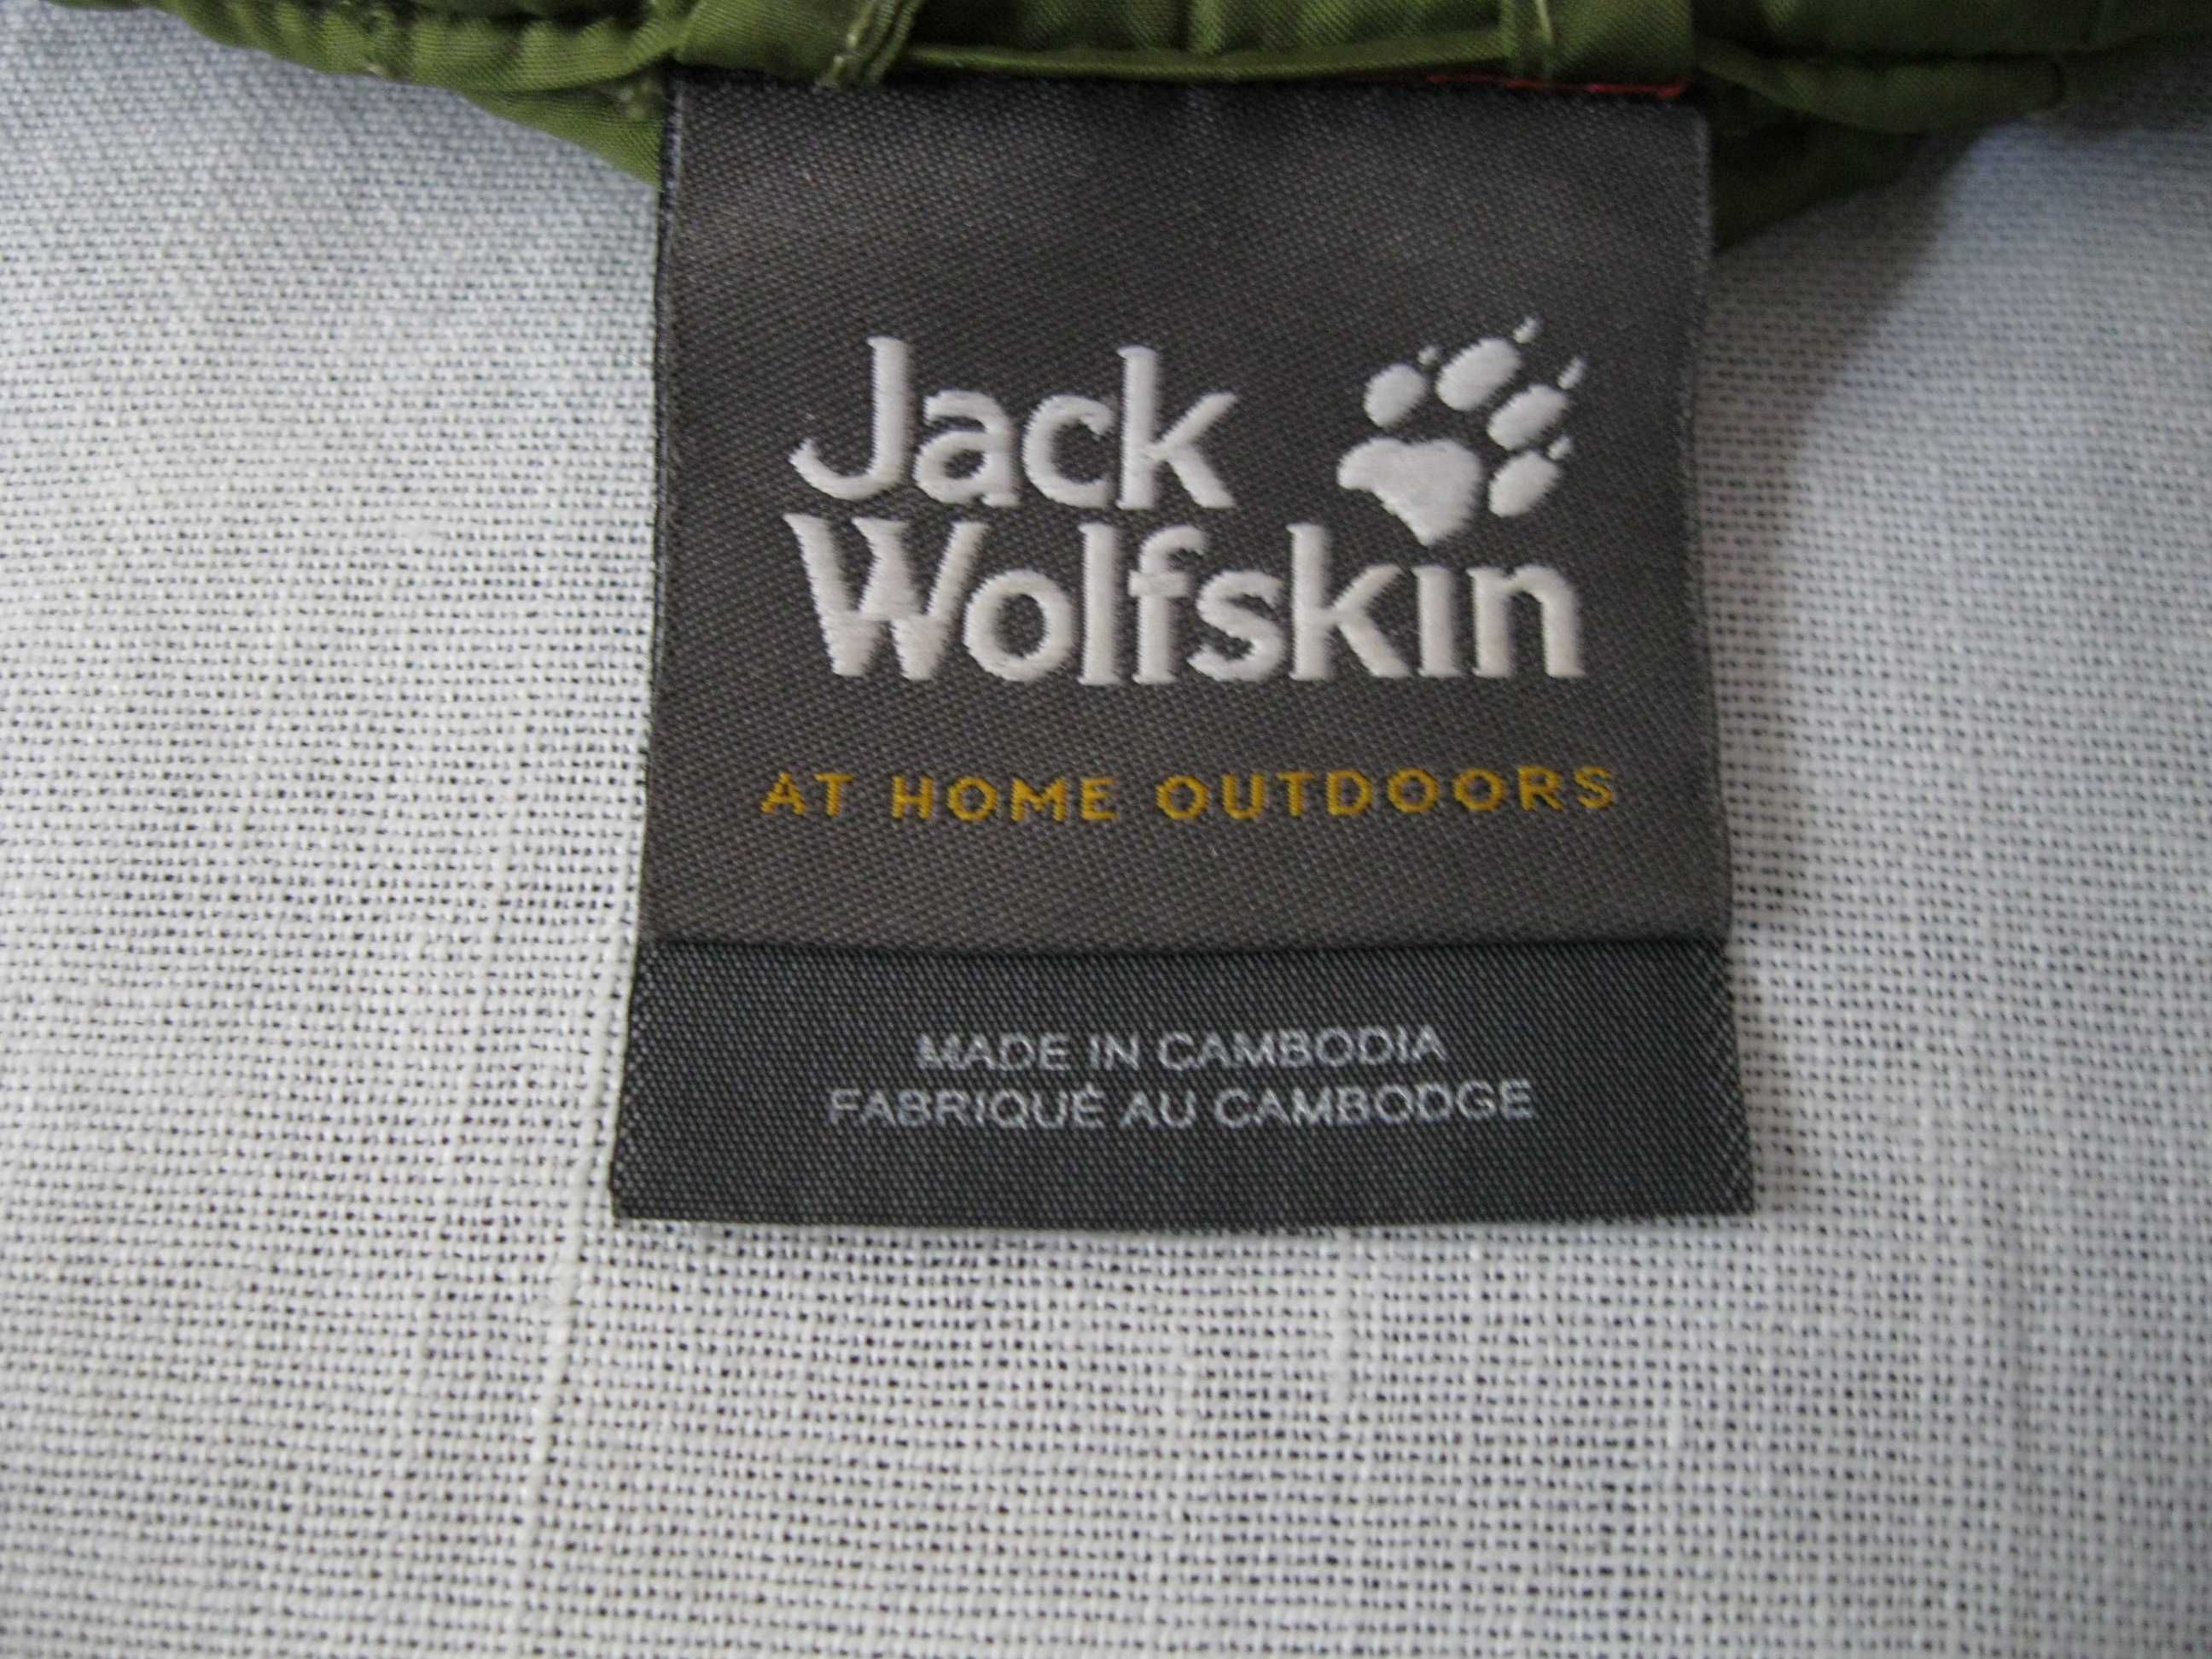 Jack
Wolfskin
AT HOME OUTDOORS
MADE IN CAMBODIA
FABRIQUÉ AU CAMBODGE